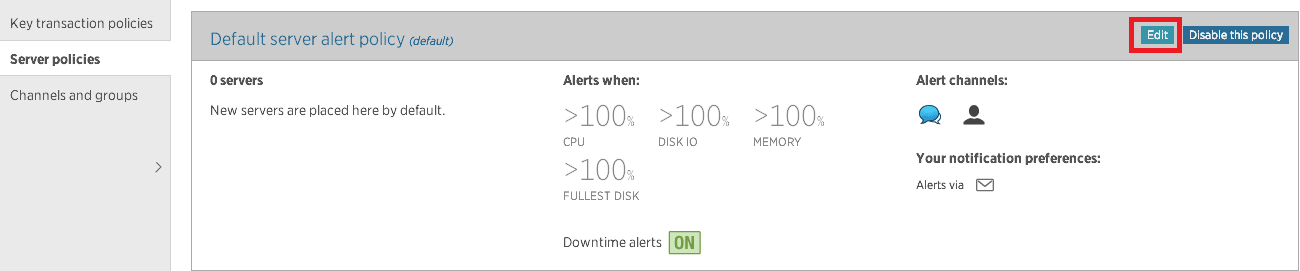 Key transaction policies
Server policies
Channels and groups
Default server alert policy (default)
Edit
Disable this policy
0 servers
New servers are placed here by default.
Alerts when:
>100% >100% >100%
CPU DISK IO MEMORY
>100%
FULLEST DISK
Downtime alerts ON
Alert channels:
Your notification preferences:
Alerts via